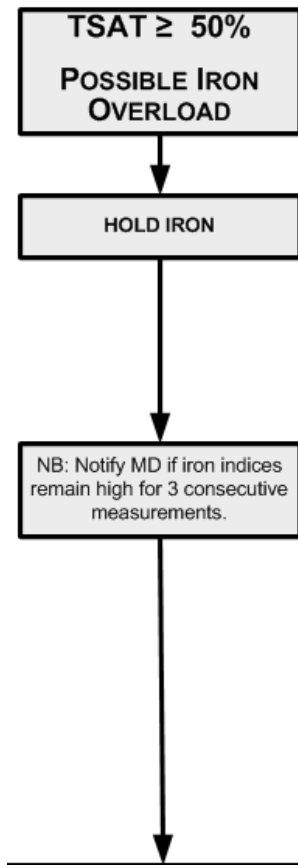 TSAT ≥ 50%
POSSIBLE IRON
OVERLOAD
HOLD IRON
NB: Notify MD if iron indices
remain high for 3 consecutive
measurements.